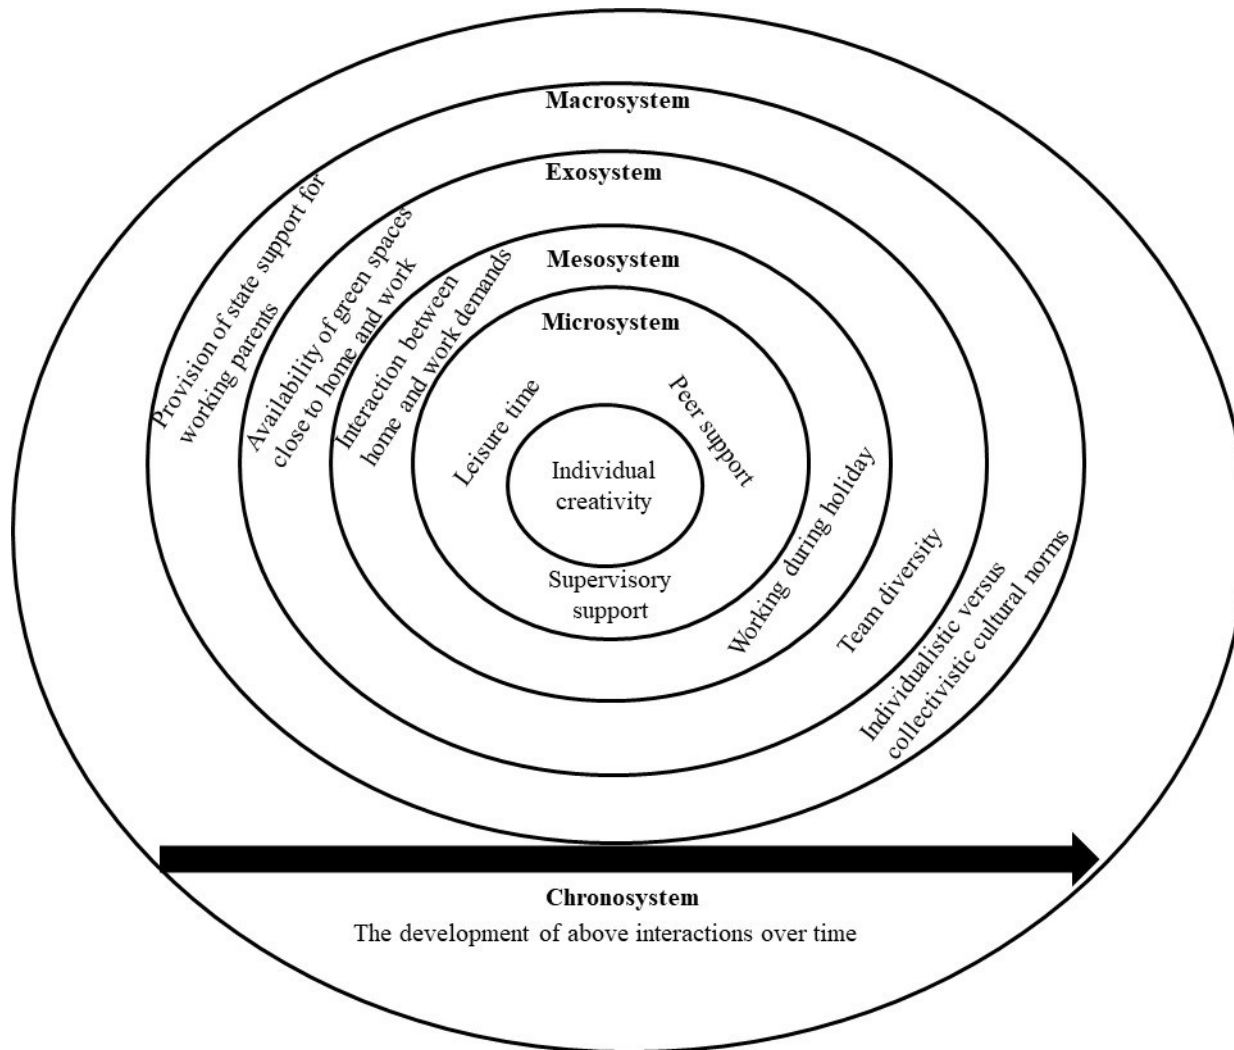 Macrosystem
Provision of state support for
working parents
Individualistic versus
collectivistic cultural norms
Exosystem
Availability of green spaces
close to home and work
Team diversity
Mesosystem
Interaction between
home and work demands
Working during holiday
Microsystem
Leisure time
Peer support
Supervisory
support
Individual
creativity
Chronosystem
The development of above interactions over time